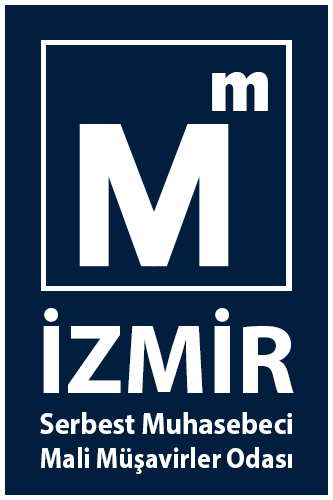 m
M
İZMİR
Serbest Muhasebeci
Mali Müşavirler Odası